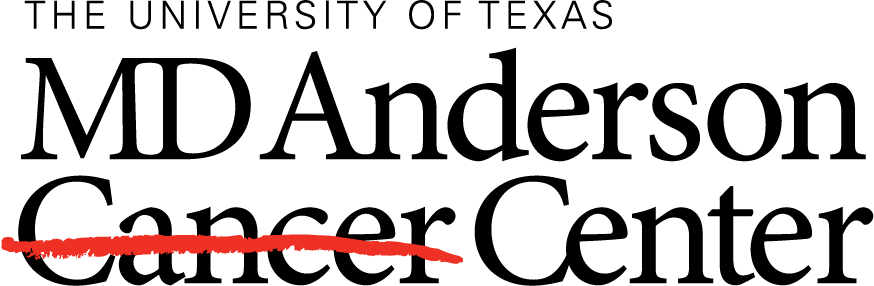 THE UNIVERSITY OF TEXAS
MD Anderson
Cancer Center